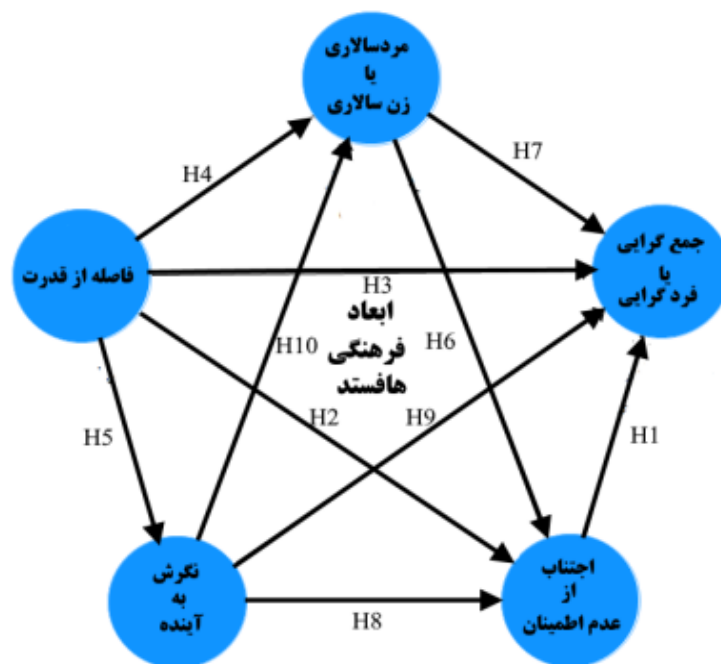 مردسالاری
یا
زن سالاری
H4
H7
فاصله از قدرت
جمع گرایی
یا
فردگرایی
H3
ابعاد
فرهنگی
هافستد
H10
H6
H5
H2
H9
H1
نگرش
به
آینده
H8
اجتناب
از
عدم اطمینان